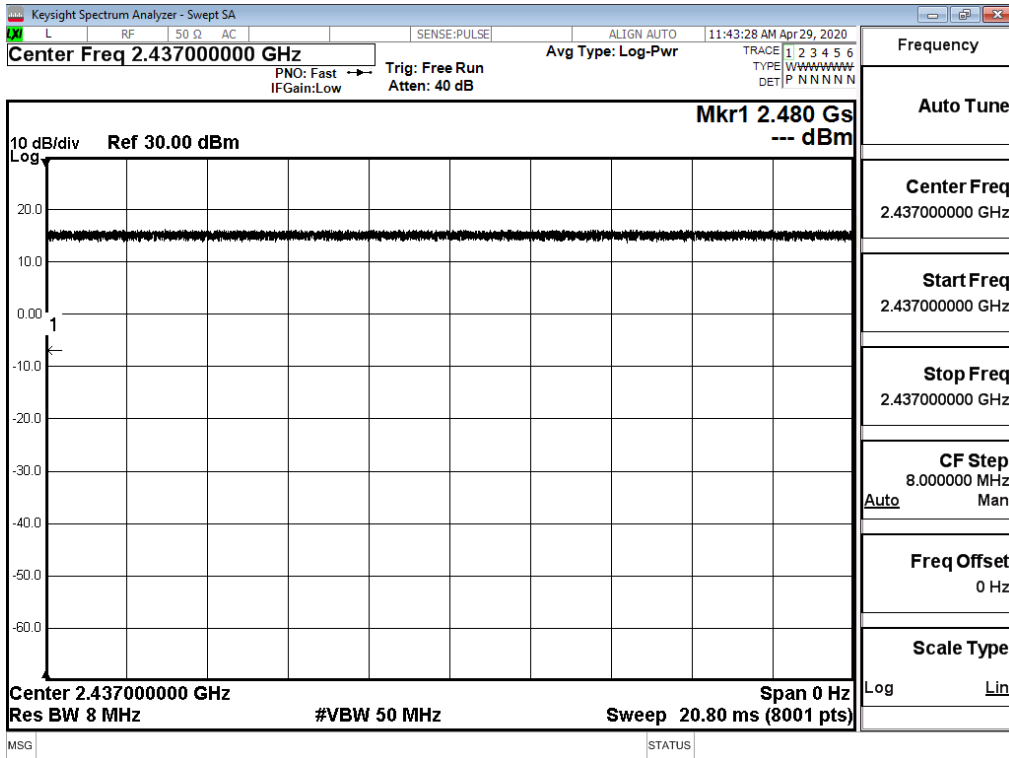 Keysight Spectrum Analyzer - Swept SA
LXI L RF 50 Ω AC SENSE:PULSE ALIGN AUTO 11:43:28 AM Apr 29, 2020
Center Freq 2.437000000 GHz
PNO: Fast
IFGain:Low
Trig: Free Run
Atten: 40 dB
Avg Type: Log-Pwr
TRACE 1 2 3 4 5 6
TYPE WWWWWW
DET P N N N N N
Mkr1 2.480 Gs
--- dBm
10 dB/div Ref 30.00 dBm
Log
20.0
10.0
0.00
1
-10.0
-20.0
-30.0
-40.0
-50.0
-60.0
Center 2.437000000 GHz Span 0 Hz
Res BW 8 MHz #VBW 50 MHz Sweep 20.80 ms (8001 pts)
MSG STATUS
Frequency
Auto Tune
Center Freq
2.437000000 GHz
Start Freq
2.437000000 GHz
Stop Freq
2.437000000 GHz
CF Step
8.000000 MHz
Auto Man
Freq Offset
0 Hz
Scale Type
Log Lin